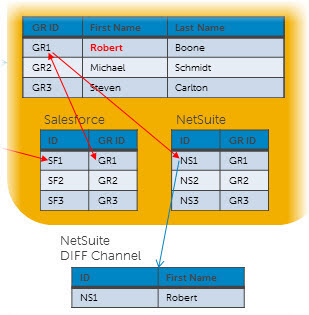 GR ID First Name Last Name
GR1 Robert Boone
GR2 Michael Schmidt
GR3 Steven Carlton
Salesforce NetSuite
ID GR ID ID GR ID
SF1 GR1 NS1 GR1
SF2 GR2 NS2 GR2
SF3 GR3 NS3 GR3
NetSuite
DIFF Channel
ID First Name
NS1 Robert